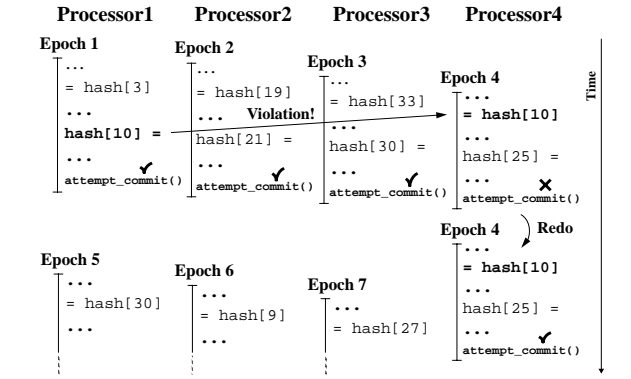 Processor1
Processor2
Processor3
Processor4
Epoch 1
...
= hash[3]
...
hash[10] =
...
attempt_commit()
Epoch 2
...
= hash[19]
...
hash[21] =
...
attempt_commit()
Epoch 3
...
= hash[33]
...
hash[30] =
...
attempt_commit()
Epoch 4
...
= hash[10]
...
hash[25] =
...
attempt_commit()
Violation!
Time
Redo
Epoch 5
...
= hash[30]
...
Epoch 6
...
= hash[9]
...
Epoch 7
...
= hash[27]
Epoch 4
...
= hash[10]
...
hash[25] =
...
attempt_commit()